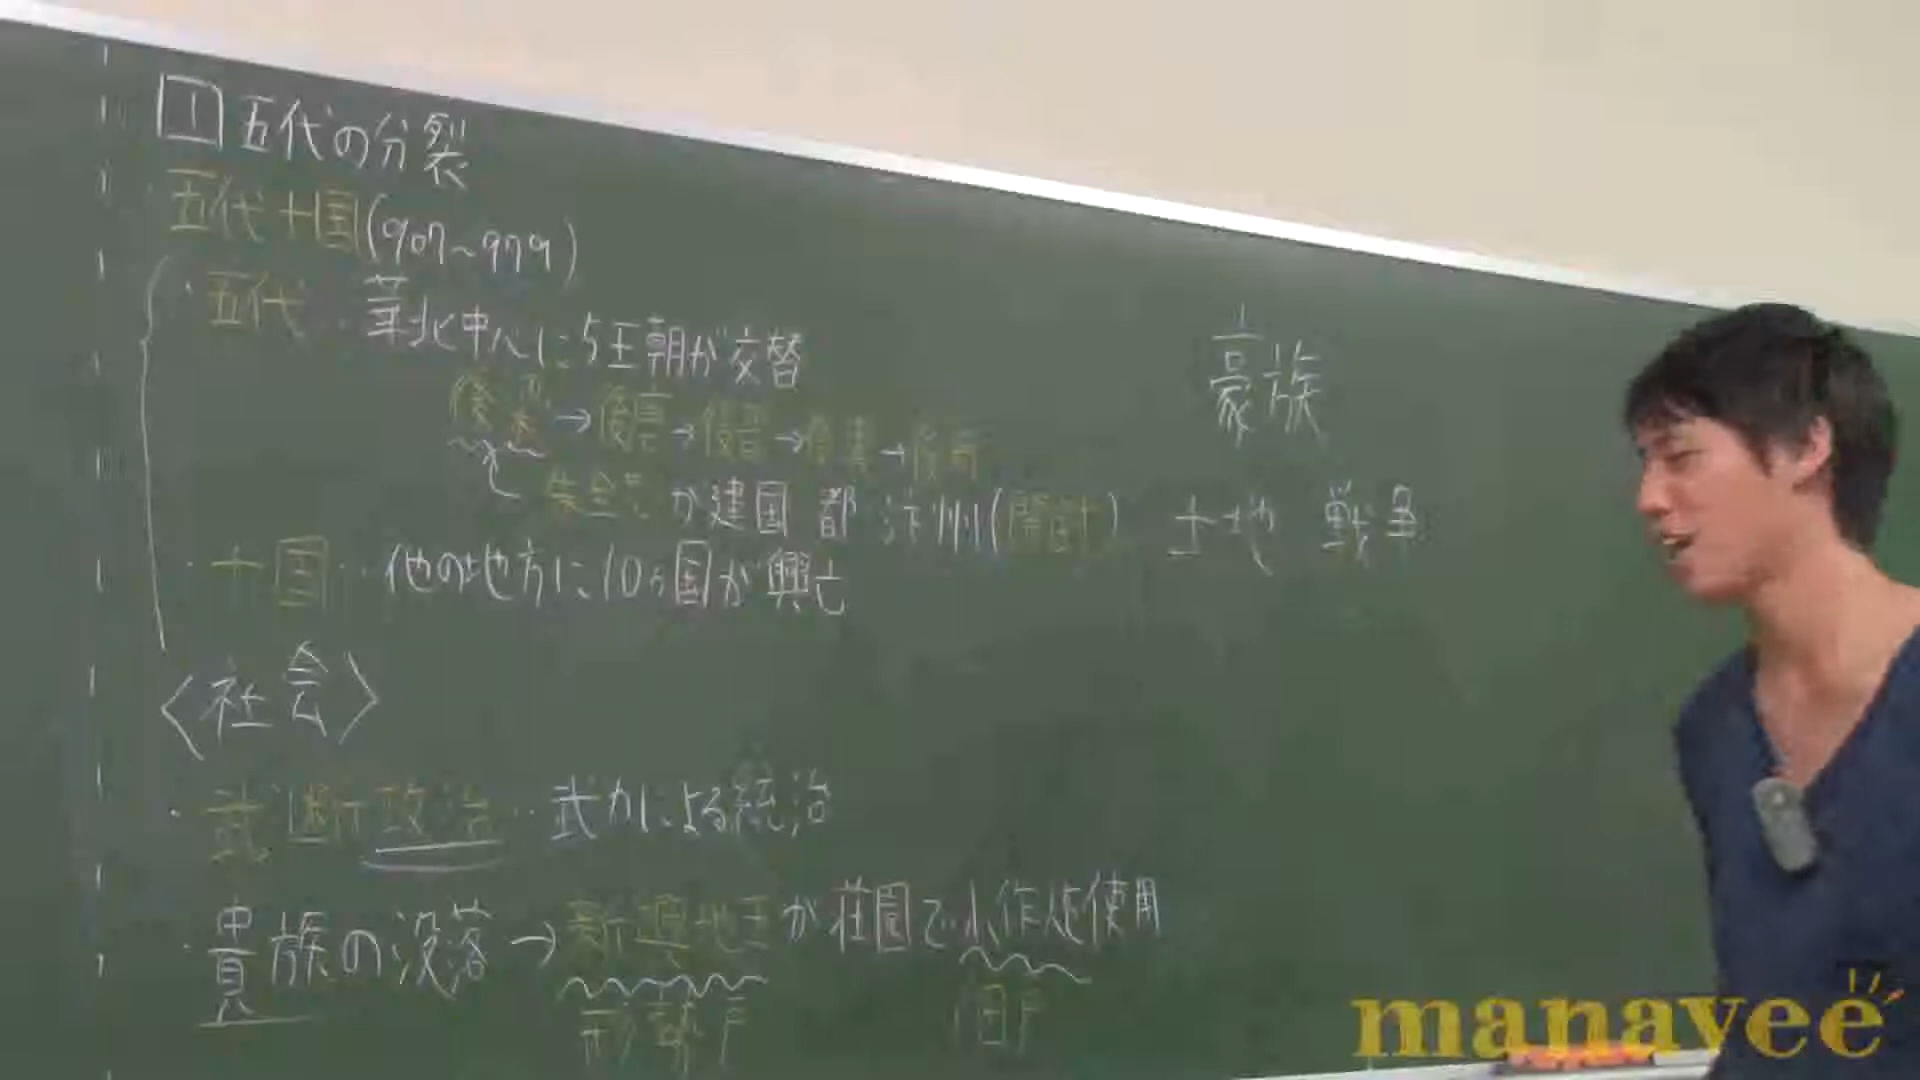 1 五代の分裂
五代十国(907~979)
・五代…華北中心に5王朝が交替
後梁→後唐→後晋→後漢→後周
朱全忠が建国 都 汴州(開封)
・十国…他の地方に10の国が興亡
〈社会〉
・武断政治…武力による統治
・貴族の没落→新興地主が荘園で小作人を使用
形勢戸
佃戸
豪族
土地 戦争
manavee